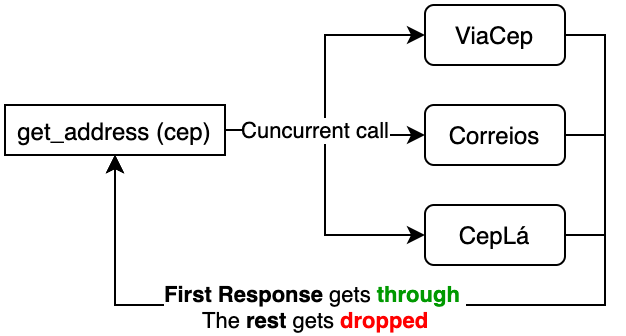 ViaCep
get_address (cep)
Cuncurrent call
Correios
CepLá
First Response gets through
The rest gets dropped